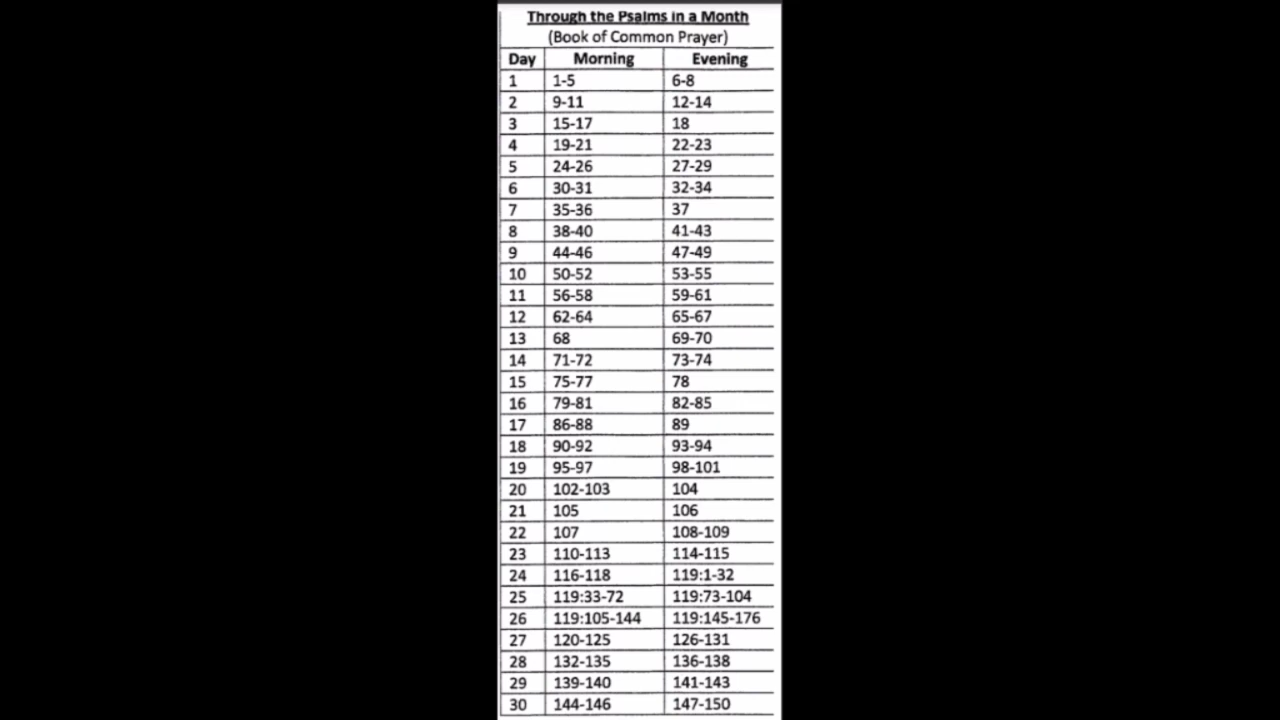 Through the Psalms in a Month
(Book of Common Prayer)
Day Morning Evening
1 1-5 6-8
2 9-11 12-14
3 15-17 18
4 19-21 22-23
5 24-26 27-29
6 30-31 32-34
7 35-36 37
8 38-40 41-43
9 44-46 47-49
10 50-52 53-55
11 56-58 59-61
12 62-64 65-67
13 68 69-70
14 71-72 73-74
15 75-77 78
16 79-81 82-85
17 86-88 89
18 90-92 93-94
19 95-97 98-101
20 102-103 104
21 105 106
22 107 108-109
23 110-113 114-115
24 116-118 119:1-32
25 119:33-72 119:73-104
26 119:105-144 119:145-176
27 120-125 126-131
28 132-135 136-138
29 139-140 141-143
30 144-146 147-150